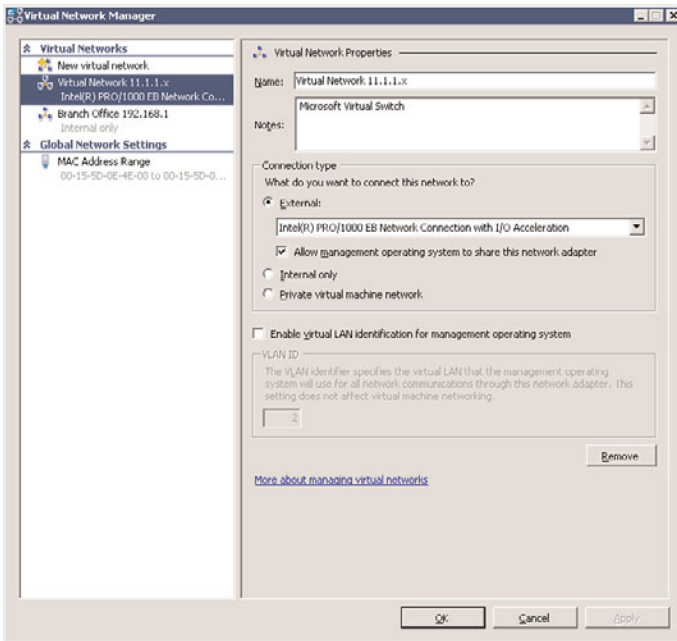 Virtual Network Manager
Virtual Networks
New virtual network
Virtual Network 11.1.1.x
Intel(R) PRO/1000 EB Network Co...
Branch Office 192.168.1
Internal only
Global Network Settings
MAC Address Range
00-15-5D-0E-4E-00 to 00-15-5D-0...
Virtual Network Properties
Name:
Virtual Network 11.1.1.x
Notes:
Microsoft Virtual Switch
Connection type
What do you want to connect this network to?
External:
Intel(R) PRO/1000 EB Network Connection with I/O Acceleration
Allow management operating system to share this network adapter
Internal only
Private virtual machine network
Enable virtual LAN identification for management operating system
VLAN ID
The VLAN identifier specifies the virtual LAN that the management operating
system will use for all network communications through this network adapter. This
setting does not affect virtual machine networking.
2
Remove
More about managing virtual networks
OK
Cancel
Apply